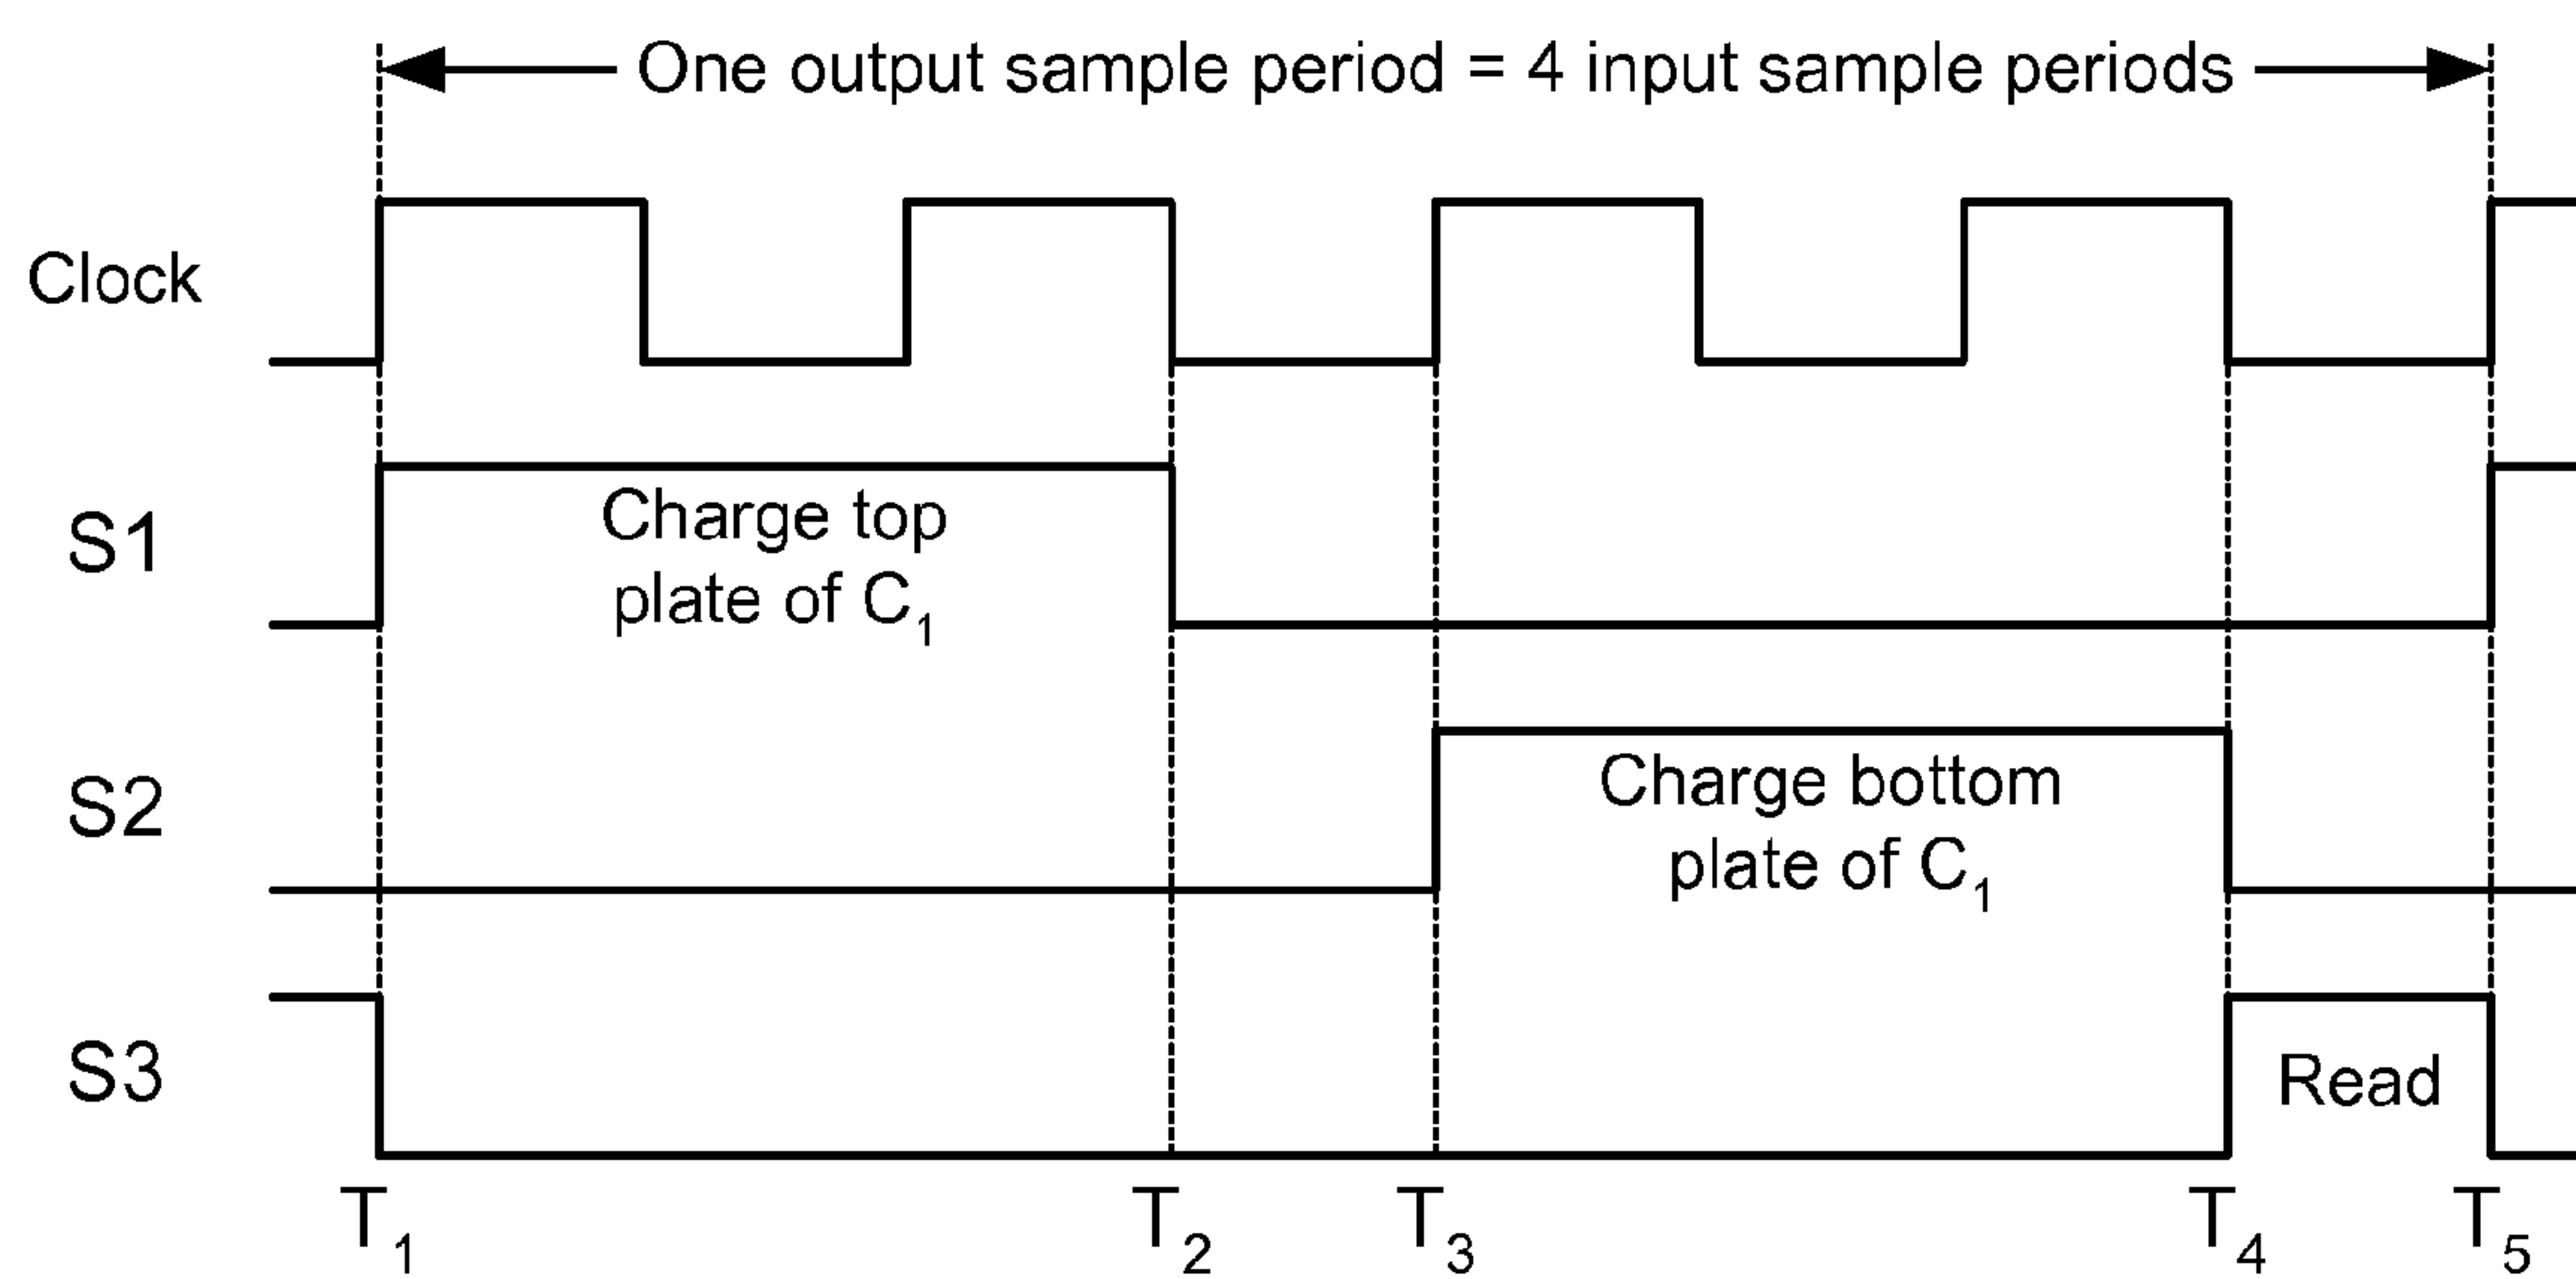 One output sample period = 4 input sample periods
Clock
S1
Charge top
plate of C₁
S2
Charge bottom
plate of C₁
S3
Read
T₁ T₂ T₃ T₄ T₅